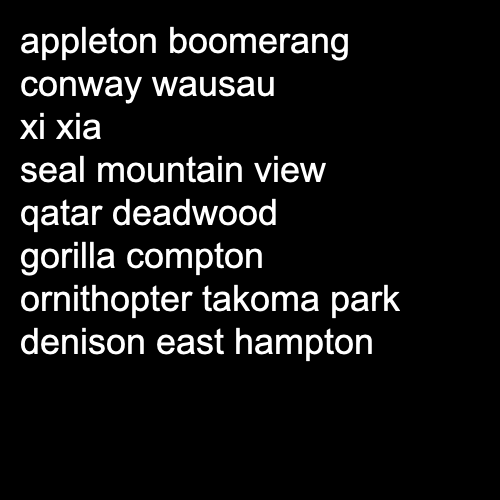 appleton boomerang
conway wausau
xi xia
seal mountain view
qatar deadwood
gorilla compton
ornithopter takoma park
denison east hampton